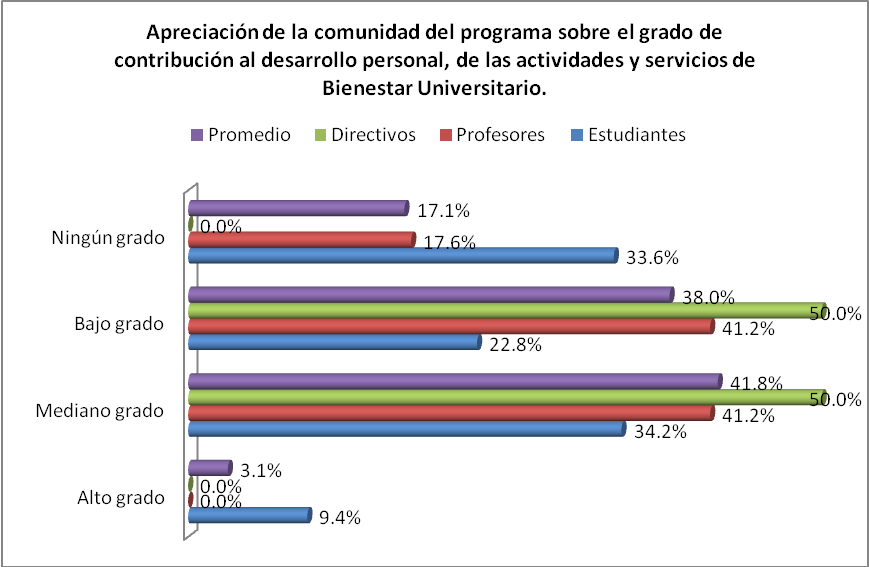 Apreciación de la comunidad del programa sobre el grado de
contribución al desarrollo personal, de las actividades y servicios de
Bienestar Universitario.
Promedio Directivos Profesores Estudiantes
Ningún grado
17.1%
0.0%
17.6%
33.6%
Bajo grado
38.0%
50.0%
41.2%
22.8%
Mediano grado
41.8%
50.0%
41.2%
34.2%
Alto grado
3.1%
0.0%
0.0%
9.4%